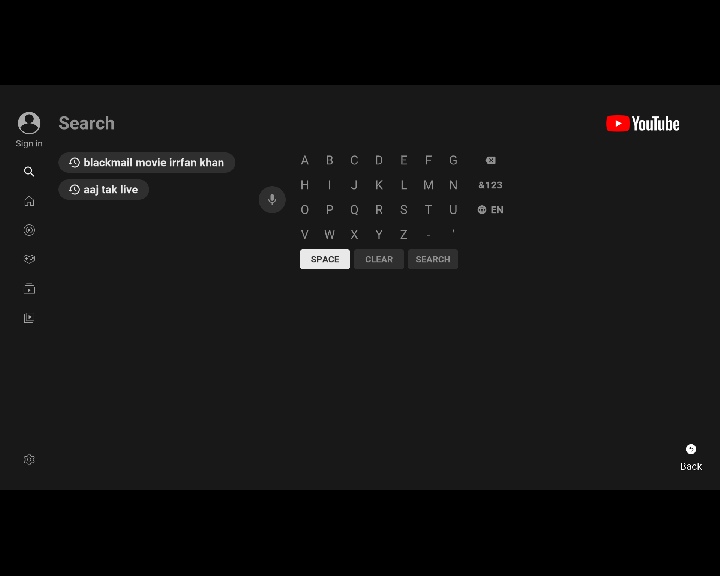 Search
YouTube
Sign in
blackmail movie irrfan khan
aaj tak live
A B C D E F G
H I J K L M N &123
O P Q R S T U EN
V W X Y Z - '
SPACE CLEAR SEARCH
Back